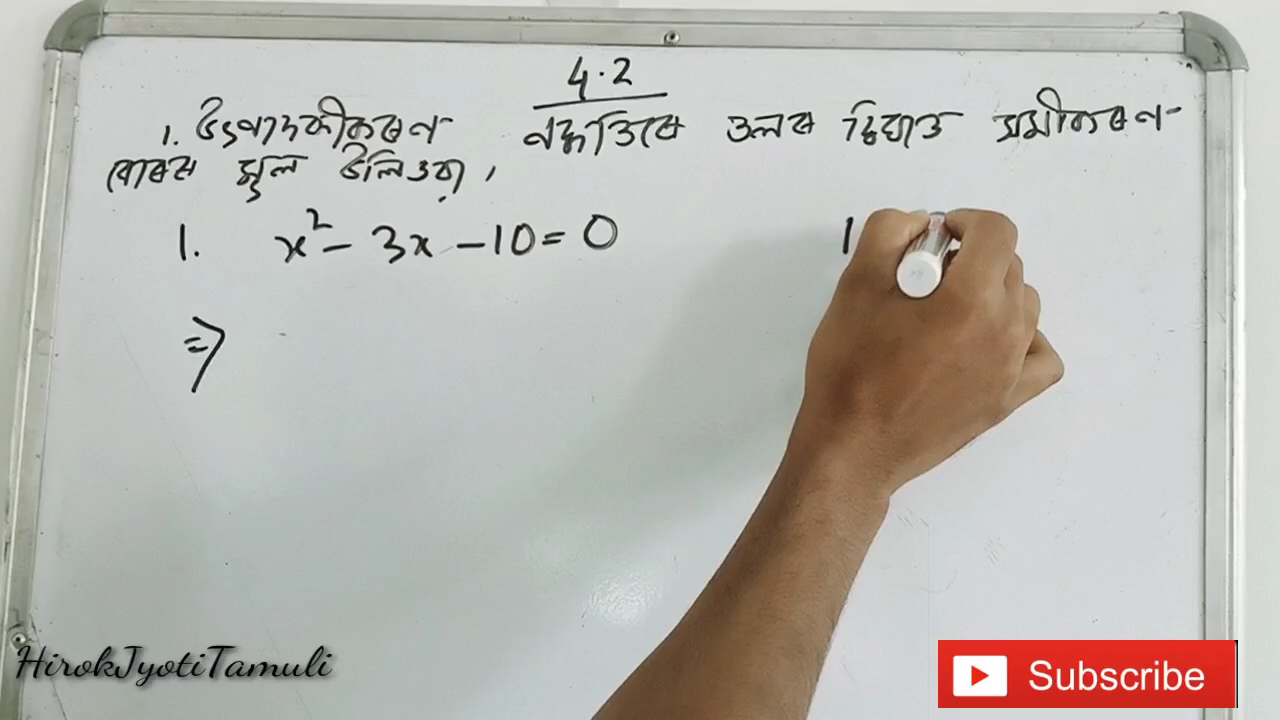 4.2
1. উৎপাদকীকৰণ পদ্ধতিৰে তলৰ দ্বিঘাত সমীকৰণ
বোৰৰ মূল উলিওৱা ,
1. x² - 3x - 10 = 0 1
⇒
HirokJyotiTamuli
Subscribe